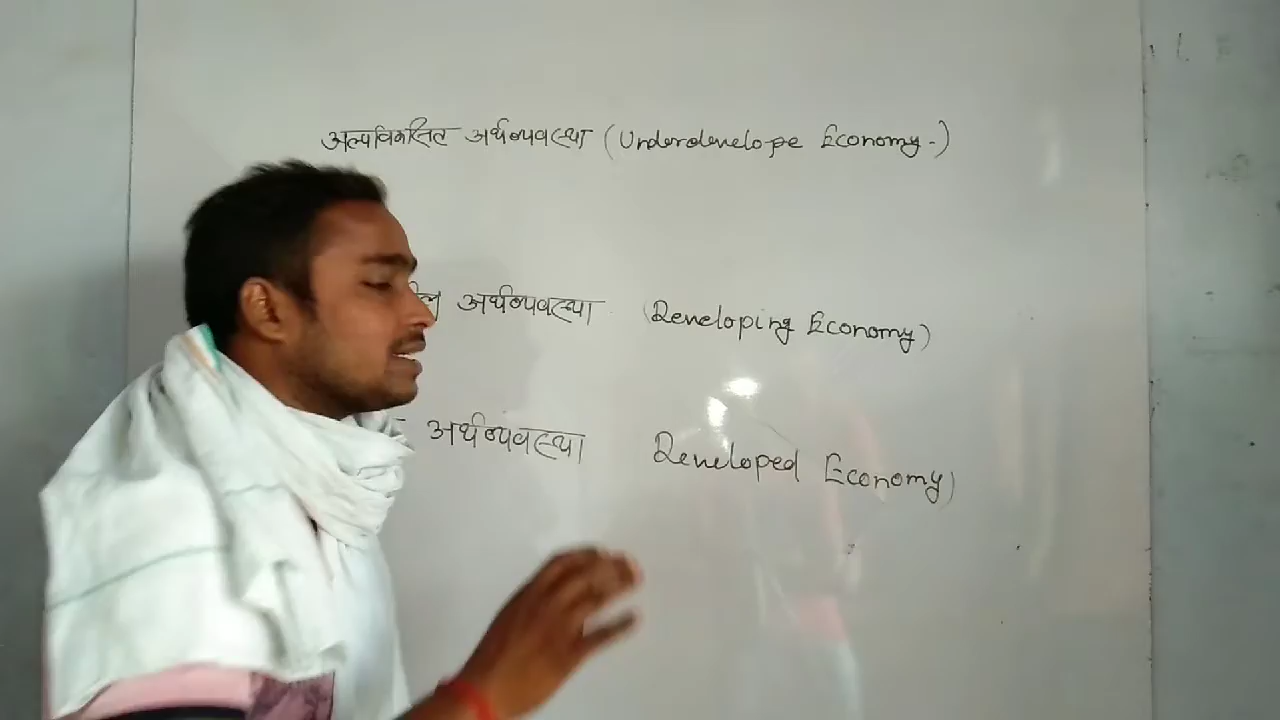 अल्पविकसित अर्थव्यवस्था (Underdevelope Economy.)
अर्थव्यवस्था (Developing Economy)
अर्थव्यवस्था Developed Economy)